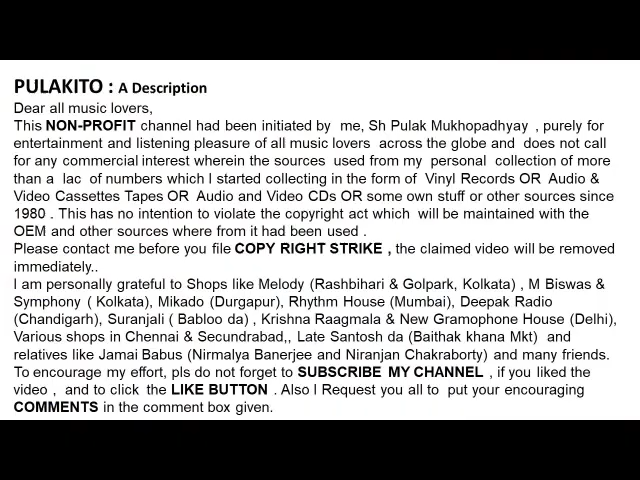 PULAKITO : A Description
Dear all music lovers,
This NON-PROFIT channel had been initiated by me, Sh Pulak Mukhopadhyay , purely for
entertainment and listening pleasure of all music lovers across the globe and does not call
for any commercial interest wherein the sources used from my personal collection of more
than a lac of numbers which I started collecting in the form of Vinyl Records OR Audio &
Video Cassettes Tapes OR Audio and Video CDs OR some own stuff or other sources since
1980 . This has no intention to violate the copyright act which will be maintained with the
OEM and other sources where from it had been used .
Please contact me before you file COPY RIGHT STRIKE , the claimed video will be removed
immediately..
I am personally grateful to Shops like Melody (Rashbihari & Golpark, Kolkata) , M Biswas &
Symphony ( Kolkata), Mikado (Durgapur), Rhythm House (Mumbai), Deepak Radio
(Chandigarh), Suranjali ( Babloo da) , Krishna Raagmala & New Gramophone House (Delhi),
Various shops in Chennai & Secundrabad,, Late Santosh da (Baithak khana Mkt) and
relatives like Jamai Babus (Nirmalya Banerjee and Niranjan Chakraborty) and many friends.
To encourage my effort, pls do not forget to SUBSCRIBE MY CHANNEL , if you liked the
video , and to click the LIKE BUTTON . Also I Request you all to put your encouraging
COMMENTS in the comment box given.